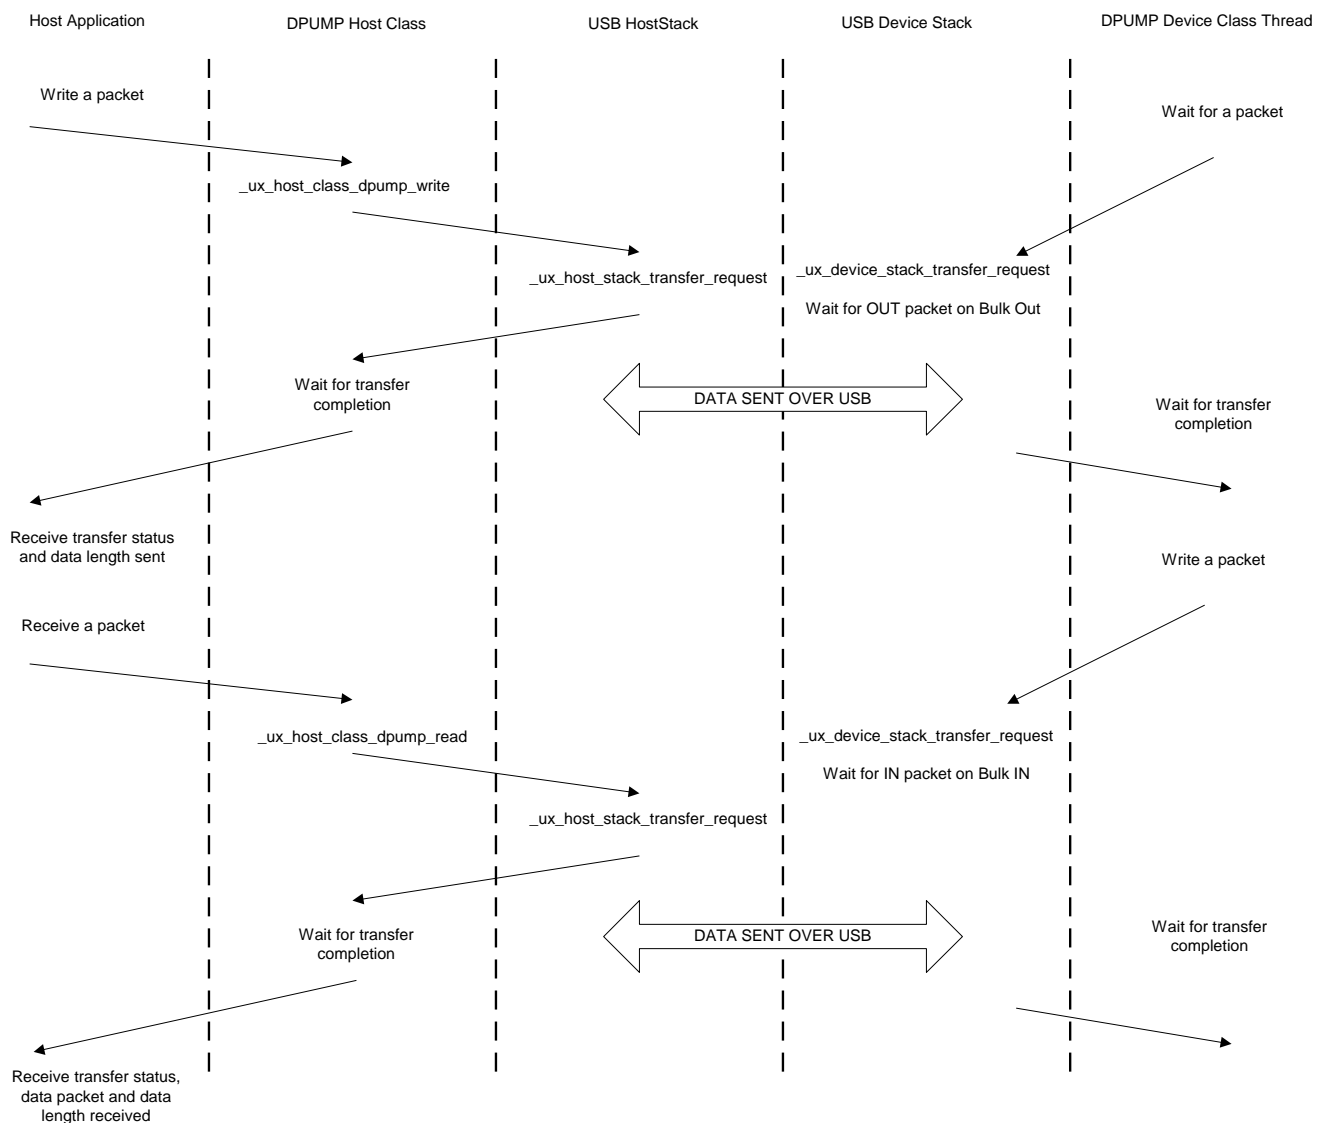 Host Application
DPUMP Host Class
USB HostStack
USB Device Stack
DPUMP Device Class Thread
Write a packet
Wait for a packet
_ux_host_class_dpump_write
_ux_host_stack_transfer_request
_ux_device_stack_transfer_request
Wait for OUT packet on Bulk Out
Wait for transfer
completion
DATA SENT OVER USB
Wait for transfer
completion
Receive transfer status
and data length sent
Write a packet
Receive a packet
_ux_host_class_dpump_read
_ux_device_stack_transfer_request
Wait for IN packet on Bulk IN
_ux_host_stack_transfer_request
Wait for transfer
completion
DATA SENT OVER USB
Wait for transfer
completion
Receive transfer status,
data packet and data
length received